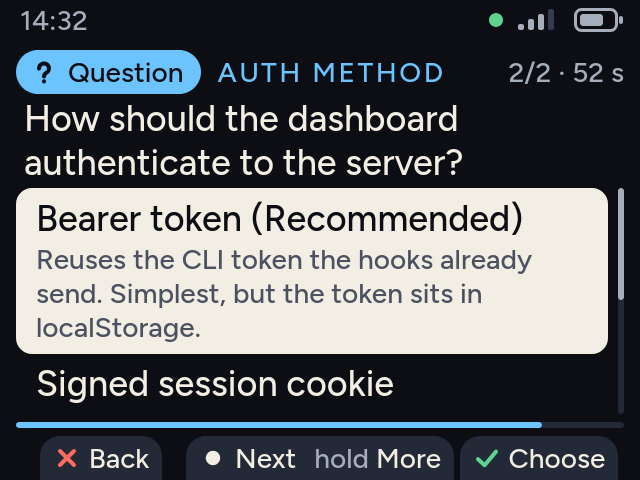 14:32
? Question AUTH METHOD 2/2 · 52 s
How should the dashboard
authenticate to the server?
Bearer token (Recommended)
Reuses the CLI token the hooks already
send. Simplest, but the token sits in
localStorage.
Signed session cookie
Back Next hold More Choose